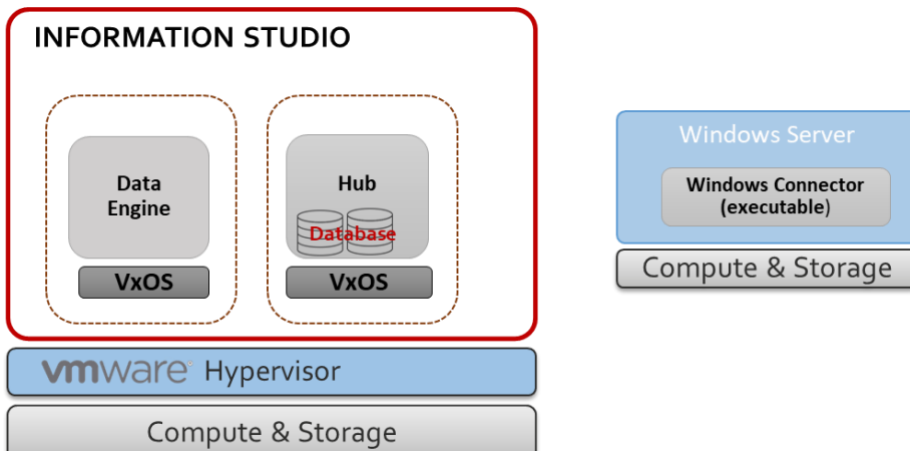 INFORMATION STUDIO
Data
Engine
VxOS
Hub
Database
VxOS
vmware Hypervisor
Compute & Storage
Windows Server
Windows Connector
(executable)
Compute & Storage